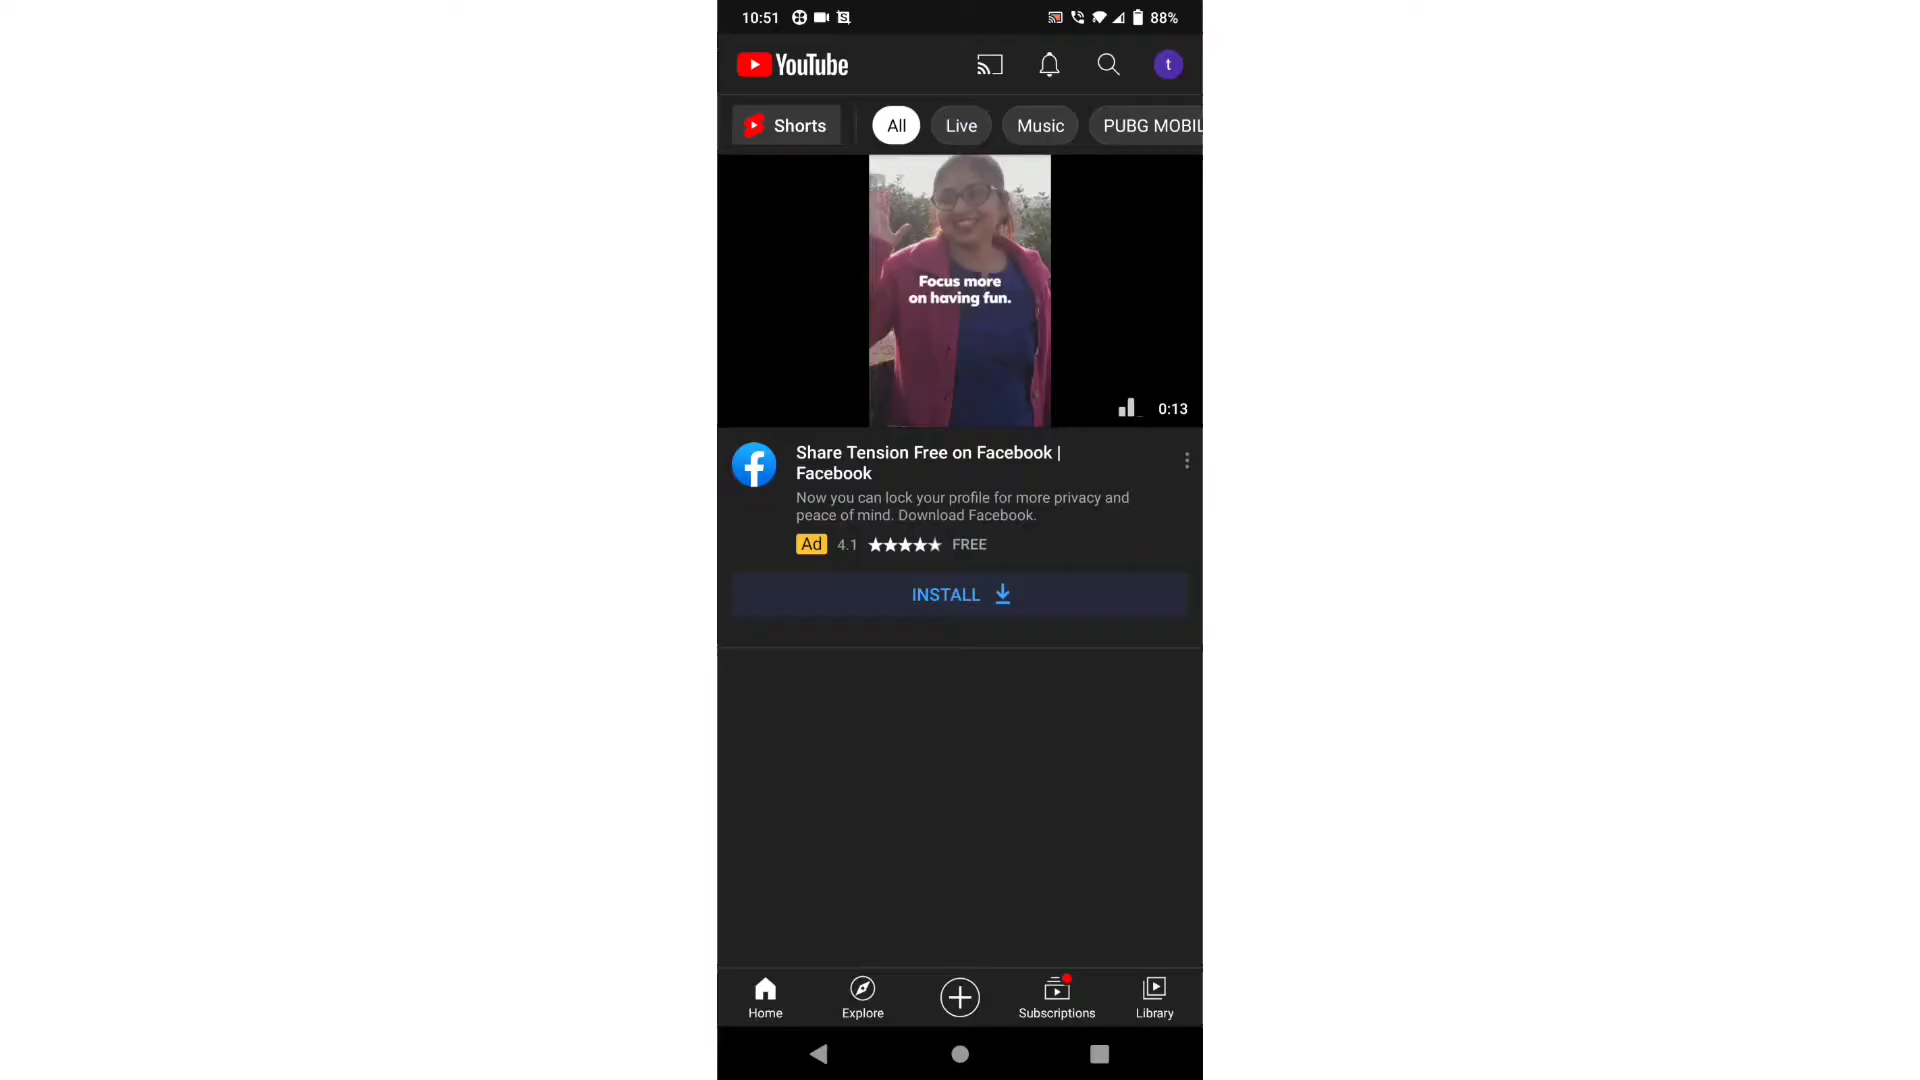 10:51 88%
YouTube t
Shorts All Live Music PUBG MOBIL
Focus more
on having fun.
0:13
Share Tension Free on Facebook |
Facebook
Now you can lock your profile for more privacy and
peace of mind. Download Facebook.
Ad 4.1 ★★★★★ FREE
INSTALL
Home Explore Subscriptions Library